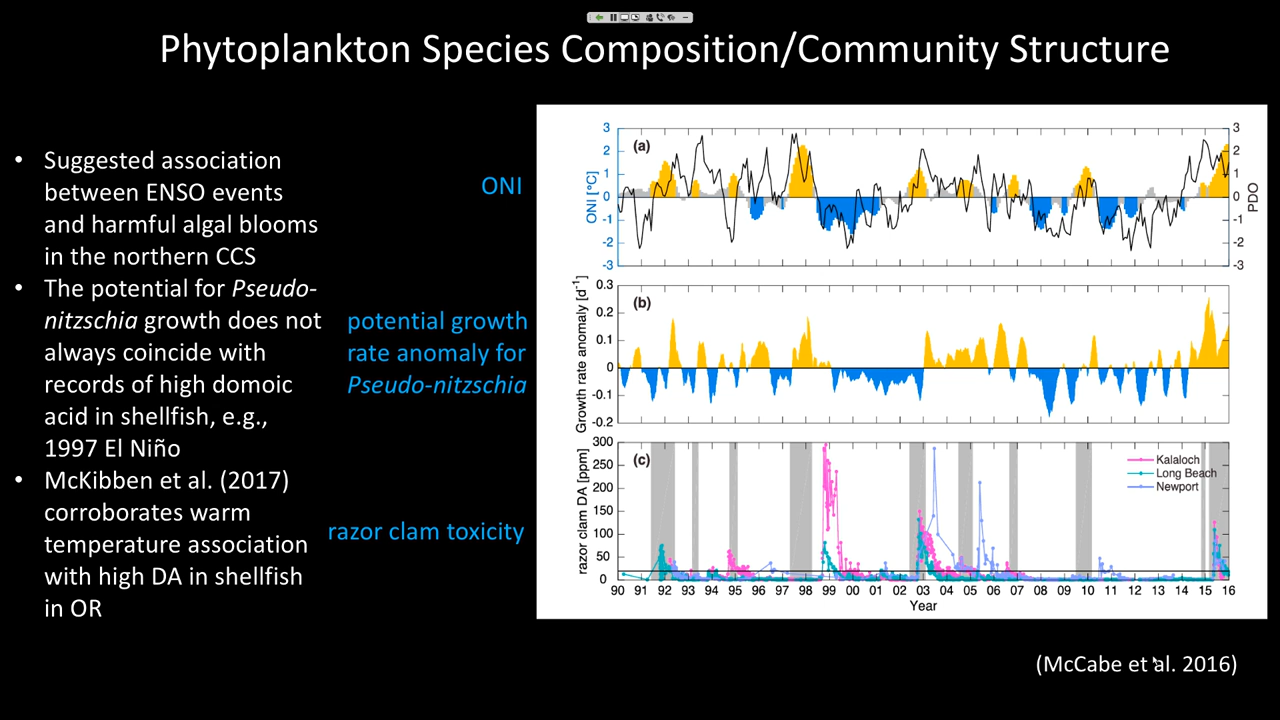 Phytoplankton Species Composition/Community Structure
• Suggested association
between ENSO events
and harmful algal blooms
in the northern CCS
• The potential for Pseudo-
nitzschia growth does not
always coincide with
records of high domoic
acid in shellfish, e.g.,
1997 El Niño
• McKibben et al. (2017)
corroborates warm
temperature association
with high DA in shellfish
in OR
ONI
potential growth
rate anomaly for
Pseudo-nitzschia
razor clam toxicity
(a)
3
2
1
0
-1
-2
-3
ONI [°C]
3
2
1
0
-1
-2
-3
PDO
(b)
0.3
0.2
0.1
0
-0.1
-0.2
Growth rate anomaly [d-1]
(c)
300
250
200
150
100
50
0
razor clam DA [ppm]
Kalaloch
Long Beach
Newport
90 91 92 93 94 95 96 97 98 99 00 01 02 03 04 05 06 07 08 09 10 11 12 13 14 15 16
Year
(McCabe et al. 2016)